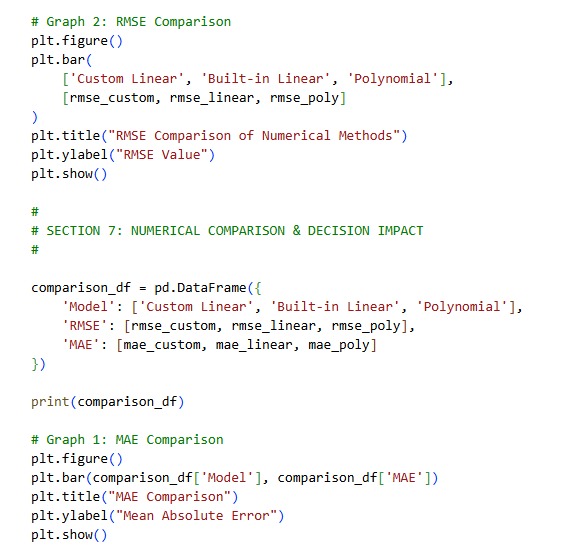 # Graph 2: RMSE Comparison
plt.figure()
plt.bar(
    ['Custom Linear', 'Built-in Linear', 'Polynomial'],
    [rmse_custom, rmse_linear, rmse_poly]
)
plt.title("RMSE Comparison of Numerical Methods")
plt.ylabel("RMSE Value")
plt.show()

#
# SECTION 7: NUMERICAL COMPARISON & DECISION IMPACT
#

comparison_df = pd.DataFrame({
    'Model': ['Custom Linear', 'Built-in Linear', 'Polynomial'],
    'RMSE': [rmse_custom, rmse_linear, rmse_poly],
    'MAE': [mae_custom, mae_linear, mae_poly]
})

print(comparison_df)

# Graph 1: MAE Comparison
plt.figure()
plt.bar(comparison_df['Model'], comparison_df['MAE'])
plt.title("MAE Comparison")
plt.ylabel("Mean Absolute Error")
plt.show()